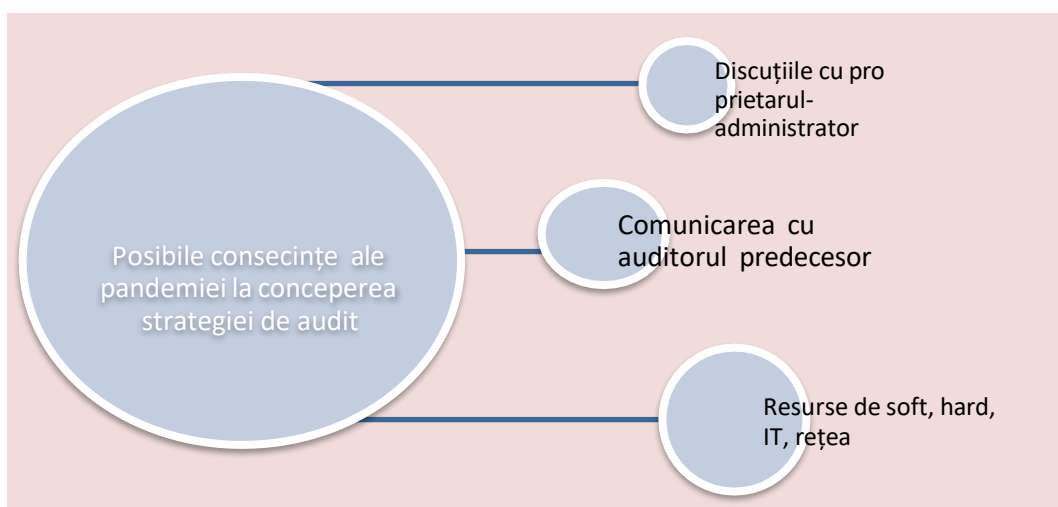 Discuțiile cu pro
prietarul-
administrator
Comunicarea cu
auditorul predecesor
Posibile consecințe ale
pandemiei la conceperea
strategiei de audit
Resurse de soft, hard,
IT, rețea